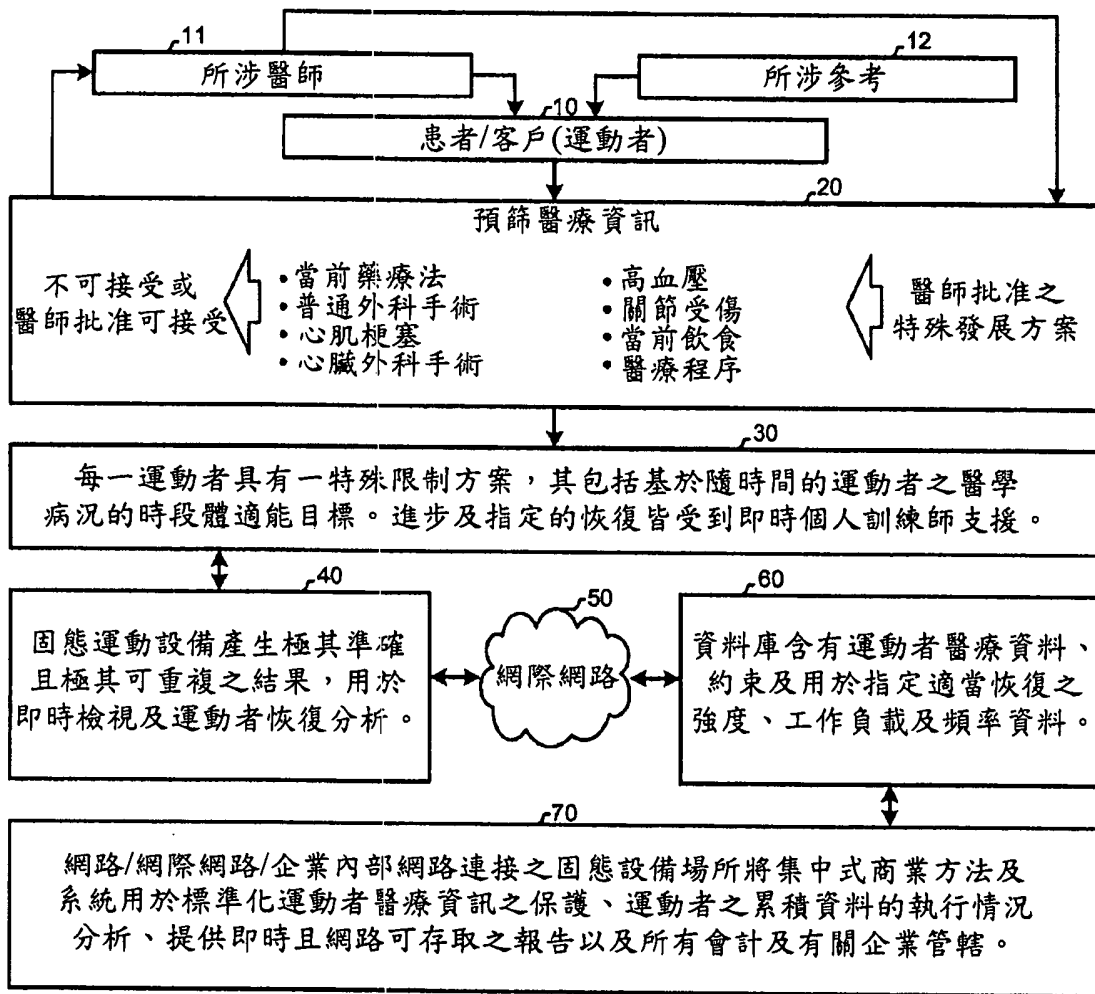 11
12
所涉醫師
所涉參考
10
患者/客戶(運動者)
20
預篩醫療資訊
不可接受或
醫師批准可接受
•當前藥療法
•普通外科手術
•心肌梗塞
•心臟外科手術
•高血壓
•關節受傷
•當前飲食
•醫療程序
醫師批准之
特殊發展方案
30
每一運動者具有一特殊限制方案，其包括基於隨時間的運動者之醫學
病況的時段體適能目標。進步及指定的恢復皆受到即時個人訓練師支援。
40
固態運動設備產生極其準確
且極其可重複之結果，用於
即時檢視及運動者恢復分析。
50
網際網路
60
資料庫含有運動者醫療資料、
約束及用於指定適當恢復之
強度、工作負載及頻率資料。
70
網路/網際網路/企業內部網路連接之固態設備場所將集中式商業方法及
系統用於標準化運動者醫療資訊之保護、運動者之累積資料的執行情況
分析、提供即時且網路可存取之報告以及所有會計及有關企業管轄。